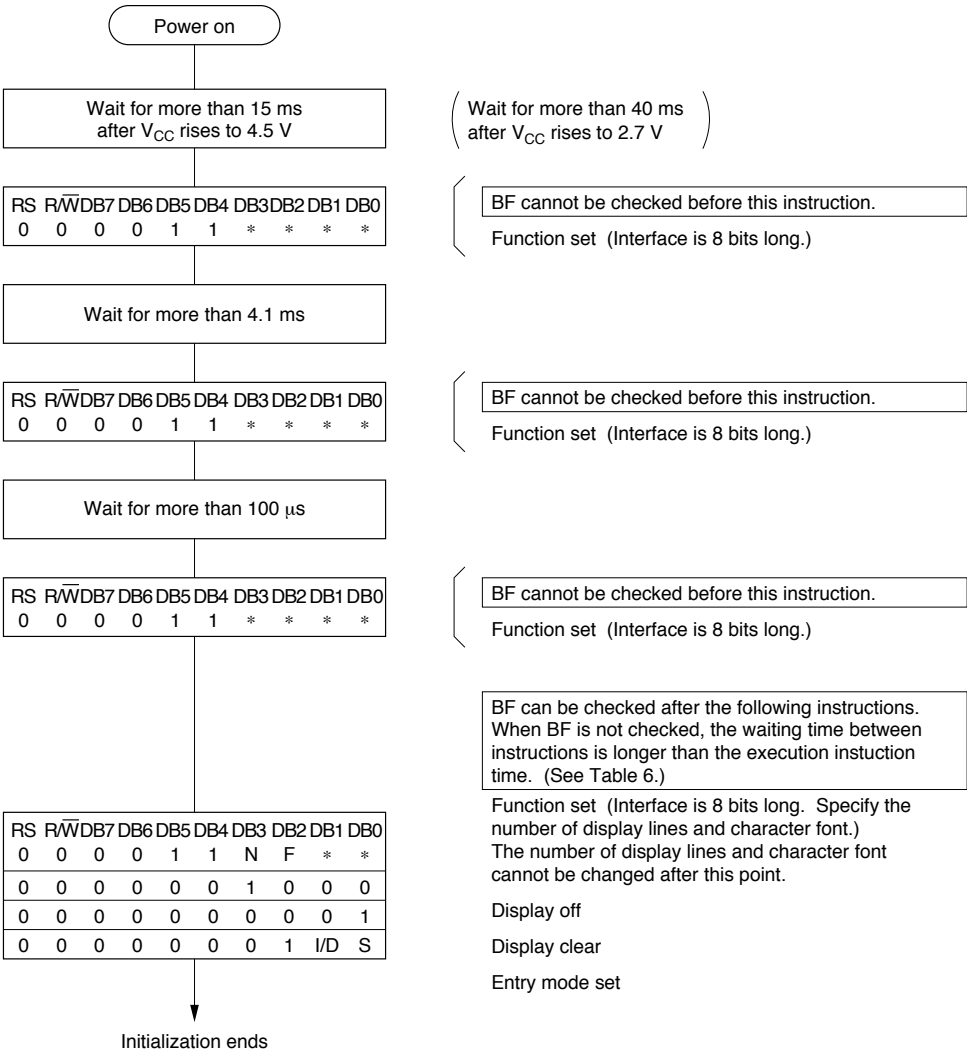 Power on
Wait for more than 15 ms
after VCC rises to 4.5 V
Wait for more than 40 ms
after VCC rises to 2.7 V
RS R/W̅ DB7 DB6 DB5 DB4 DB3 DB2 DB1 DB0
0 0 0 0 1 1 * * * *
BF cannot be checked before this instruction.
Function set (Interface is 8 bits long.)
Wait for more than 4.1 ms
RS R/W̅ DB7 DB6 DB5 DB4 DB3 DB2 DB1 DB0
0 0 0 0 1 1 * * * *
BF cannot be checked before this instruction.
Function set (Interface is 8 bits long.)
Wait for more than 100 μs
RS R/W̅ DB7 DB6 DB5 DB4 DB3 DB2 DB1 DB0
0 0 0 0 1 1 * * * *
BF cannot be checked before this instruction.
Function set (Interface is 8 bits long.)
BF can be checked after the following instructions.
When BF is not checked, the waiting time between
instructions is longer than the execution instuction
time. (See Table 6.)
RS R/W̅ DB7 DB6 DB5 DB4 DB3 DB2 DB1 DB0
0 0 0 0 1 1 N F * *
0 0 0 0 0 0 1 0 0 0
0 0 0 0 0 0 0 0 0 1
0 0 0 0 0 0 0 1 I/D S
Function set (Interface is 8 bits long. Specify the
number of display lines and character font.)
The number of display lines and character font
cannot be changed after this point.
Display off
Display clear
Entry mode set
Initialization ends